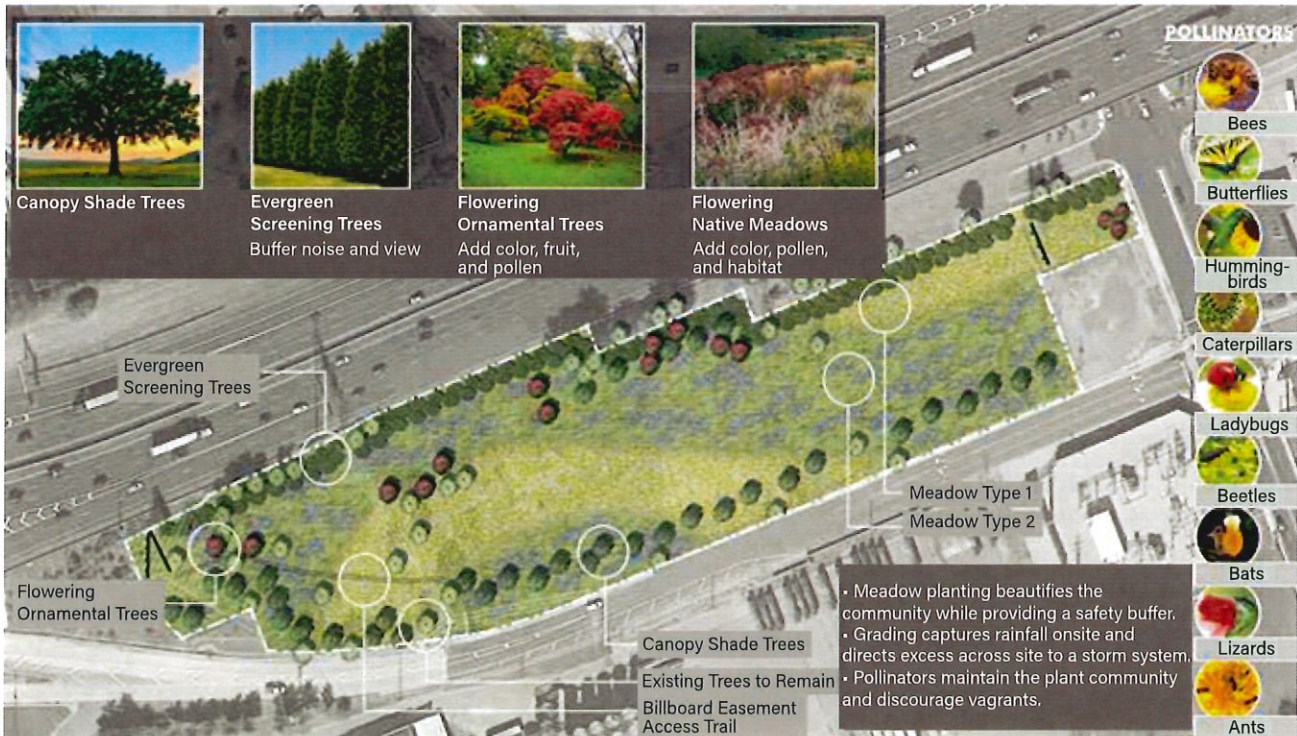 Canopy Shade Trees
Evergreen
Screening Trees
Buffer noise and view
Flowering
Ornamental Trees
Add color, fruit,
and pollen
Flowering
Native Meadows
Add color, pollen,
and habitat
POLLINATORS
Bees
Butterflies
Humming-
birds
Caterpillars
Ladybugs
Beetles
Bats
Lizards
Ants
Evergreen
Screening Trees
Meadow Type 1
Meadow Type 2
Flowering
Ornamental Trees
Canopy Shade Trees
Existing Trees to Remain
Billboard Easement
Access Trail
• Meadow planting beautifies the
community while providing a safety buffer.
• Grading captures rainfall onsite and
directs excess across site to a storm system.
• Pollinators maintain the plant community
and discourage vagrants.